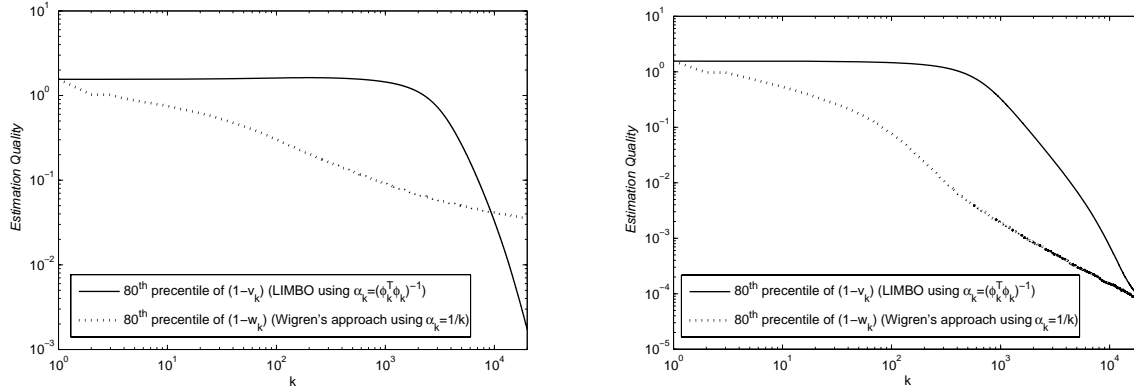 10^1
10^0
10^-1
10^-2
10^-3
Estimation Quality
80^th precentile of (1−v_k) (LIMBO using α_k=(ϕ_k^Tϕ_k)^−1)
80^th precentile of (1−w_k) (Wigren's approach using α_k=1/k)
10^0 10^1 10^2 10^3 10^4
k
10^1
10^0
10^-1
10^-2
10^-3
10^-4
10^-5
Estimation Quality
80^th precentile of (1−v_k) (LIMBO using α_k=(ϕ_k^Tϕ_k)^−1)
80^th precentile of (1−w_k) (Wigren's approach using α_k=1/k)
10^0 10^1 10^2 10^3 10^4
k